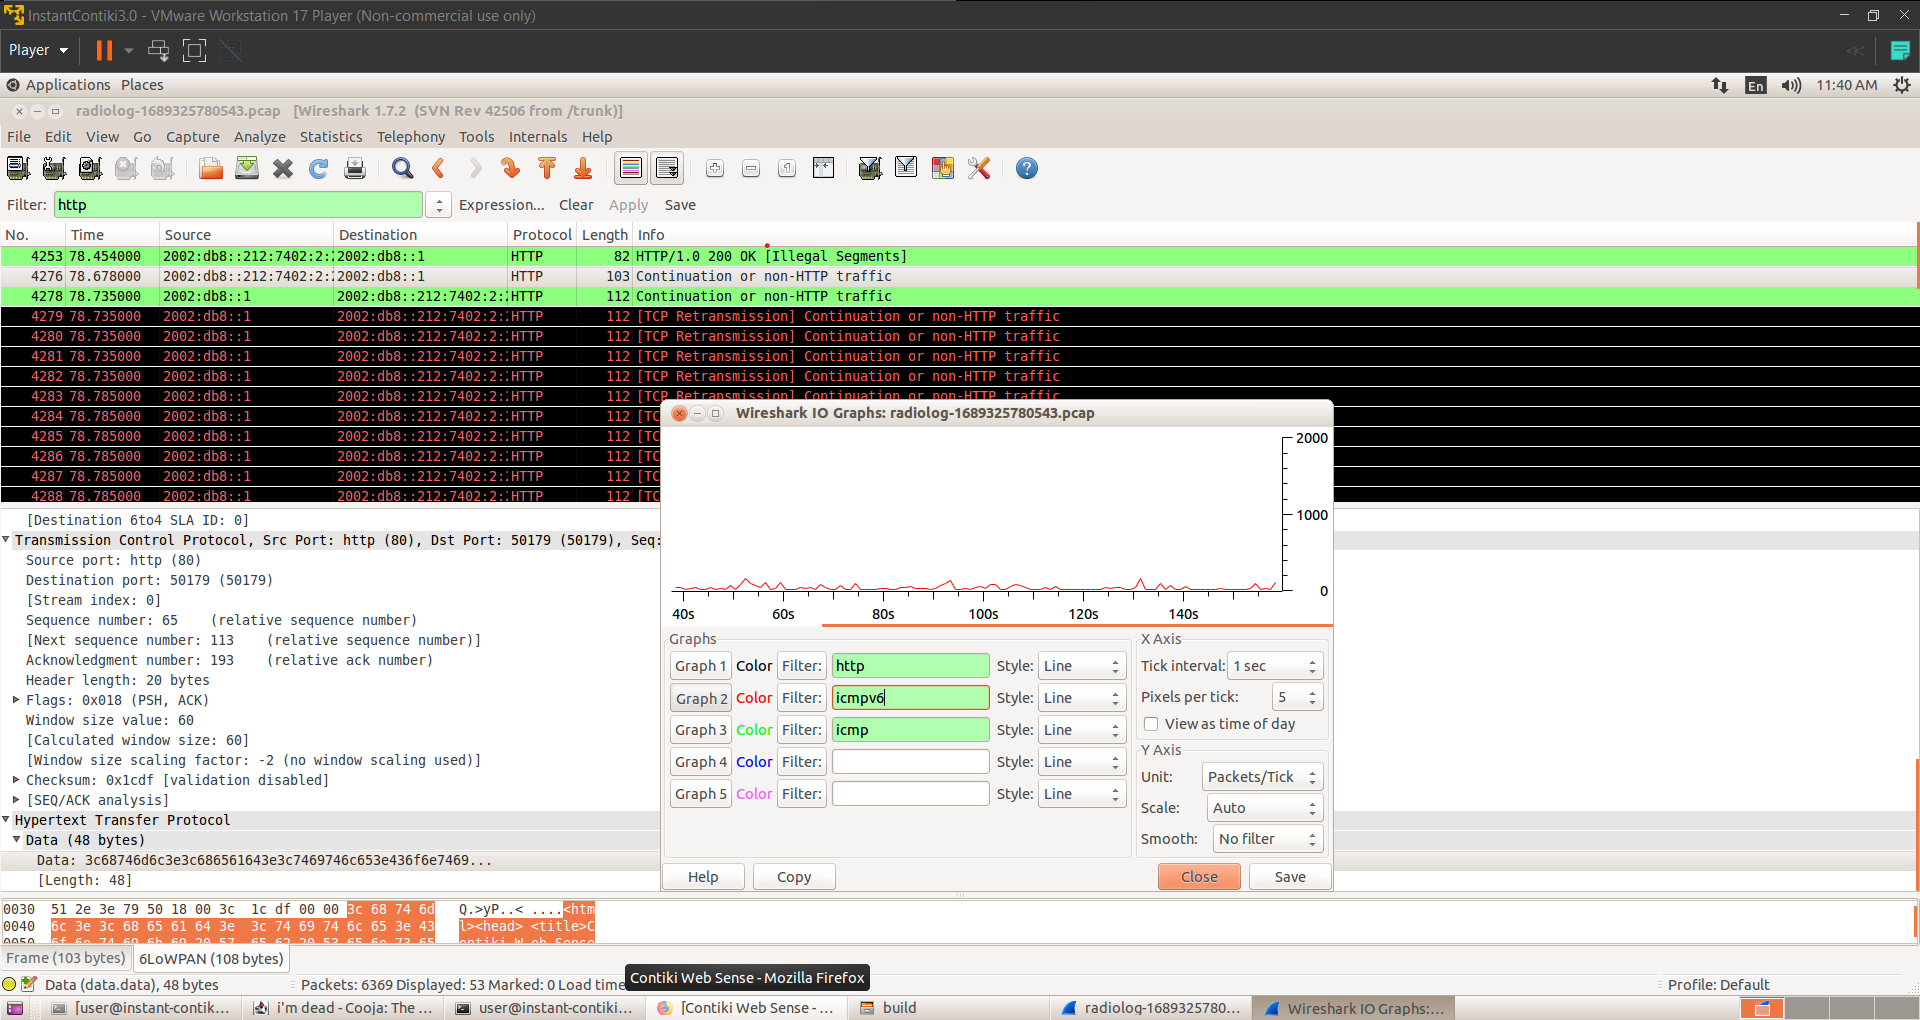 InstantContiki3.0 - VMware Workstation 17 Player (Non-commercial use only)
Player
Applications Places
En 11:40 AM
radiolog-1689325780543.pcap [Wireshark 1.7.2 (SVN Rev 42506 from /trunk)]
File Edit View Go Capture Analyze Statistics Telephony Tools Internals Help
Filter: http Expression... Clear Apply Save
No. Time Source Destination Protocol Length Info
4253 78.454000 2002:db8::212:7402:2: 2002:db8::1 HTTP 82 HTTP/1.0 200 OK [Illegal Segments]
4276 78.678000 2002:db8::212:7402:2: 2002:db8::1 HTTP 103 Continuation or non-HTTP traffic
4278 78.735000 2002:db8::1 2002:db8::212:7402:2: HTTP 112 Continuation or non-HTTP traffic
4279 78.735000 2002:db8::1 2002:db8::212:7402:2: HTTP 112 [TCP Retransmission] Continuation or non-HTTP traffic
4280 78.735000 2002:db8::1 2002:db8::212:7402:2: HTTP 112 [TCP Retransmission] Continuation or non-HTTP traffic
4281 78.735000 2002:db8::1 2002:db8::212:7402:2: HTTP 112 [TCP Retransmission] Continuation or non-HTTP traffic
4282 78.735000 2002:db8::1 2002:db8::212:7402:2: HTTP 112 [TCP Retransmission] Continuation or non-HTTP traffic
4283 78.735000 2002:db8::1 2002:db8::212:7402:2: HTTP 112 [TCP Retransmission] Continuation or non-HTTP traffic
4284 78.785000 2002:db8::1 2002:db8::212:7402:2: HTTP 112 [TC
4285 78.785000 2002:db8::1 2002:db8::212:7402:2: HTTP 112 [TC
4286 78.785000 2002:db8::1 2002:db8::212:7402:2: HTTP 112 [TC
4287 78.785000 2002:db8::1 2002:db8::212:7402:2: HTTP 112 [TC
4288 78.785000 2002:db8::1 2002:db8::212:7402:2: HTTP 112 [TC
[Destination 6to4 SLA ID: 0]
Transmission Control Protocol, Src Port: http (80), Dst Port: 50179 (50179), Seq:
Source port: http (80)
Destination port: 50179 (50179)
[Stream index: 0]
Sequence number: 65 (relative sequence number)
[Next sequence number: 113 (relative sequence number)]
Acknowledgment number: 193 (relative ack number)
Header length: 20 bytes
Flags: 0x018 (PSH, ACK)
Window size value: 60
[Calculated window size: 60]
[Window size scaling factor: -2 (no window scaling used)]
Checksum: 0x1cdf [validation disabled]
[SEQ/ACK analysis]
Hypertext Transfer Protocol
Data (48 bytes)
Data: 3c68746d6c3e3c686561643e3c7469746c653e436f6e7469...
[Length: 48]
Wireshark IO Graphs: radiolog-1689325780543.pcap
2000
1000
0
40s 60s 80s 100s 120s 140s
Graphs
Graph 1 Color Filter: http Style: Line
Graph 2 Color Filter: icmpv6 Style: Line
Graph 3 Color Filter: icmp Style: Line
Graph 4 Color Filter: Style: Line
Graph 5 Color Filter: Style: Line
X Axis
Tick interval: 1 sec
Pixels per tick: 5
View as time of day
Y Axis
Unit: Packets/Tick
Scale: Auto
Smooth: No filter
Help Copy Close Save
0030 51 2e 3e 79 50 18 00 3c 1c df 00 00 3c 68 74 6d Q.>yP..< ....<htm
0040 6c 3e 3c 68 65 61 64 3e 3c 74 69 74 6c 65 3e 43 l><head> <title>C
0050 6f 6e 74 69 6b 69 20 57 65 62 20 53 65 6e 73 65 ontiki W eb Sense
Frame (103 bytes) 6LoWPAN (108 bytes)
Contiki Web Sense - Mozilla Firefox
Data (data.data), 48 bytes Packets: 6369 Displayed: 53 Marked: 0 Load time Profile: Default
[user@instant-contik... i'm dead - Cooja: The ... user@instant-contiki... [Contiki Web Sense - ... build radiolog-1689325780... Wireshark IO Graphs:...